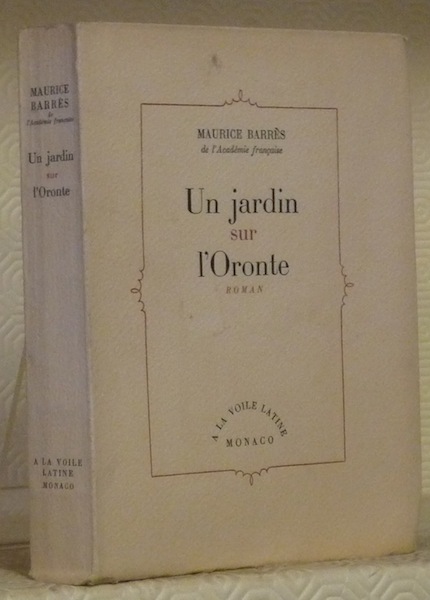 MAURICE
BARRÈS
de
l'Académie française
Un jardin
sur
l'Oronte
A LA VOILE
LATINE
MONACO
MAURICE BARRÈS
de l'Académie française
Un jardin
sur
l'Oronte
ROMAN
A LA VOILE LATINE
MONACO